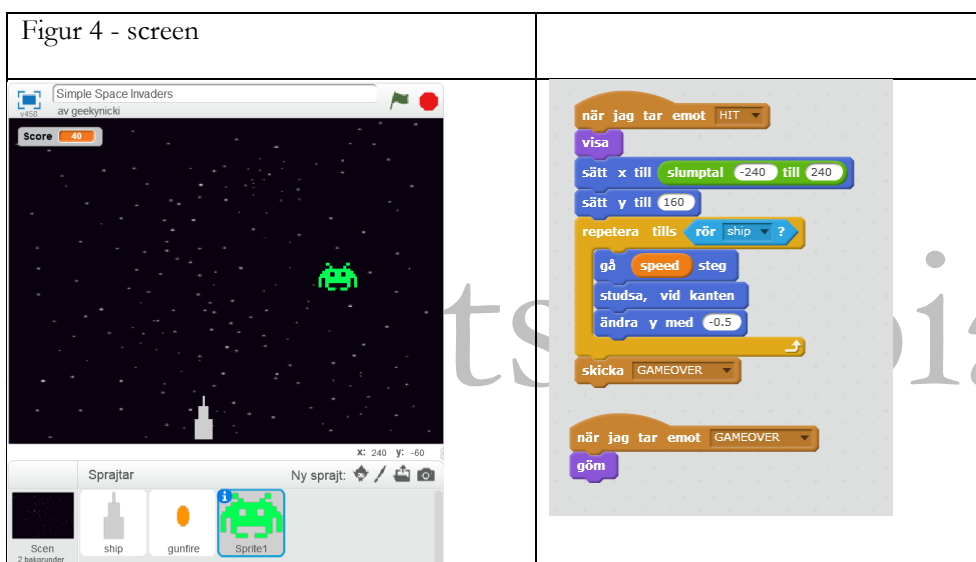 Figur 4 - screen
Simple Space Invaders
av geekynicki
v456
Score 40
x: 240 y: -60
Sprajtar
Ny sprajt:
Scen
2 bakgrunder
ship
gunfire
Sprite1
när jag tar emot HIT
visa
sätt x till slumptal -240 till 240
sätt y till 160
repetera tills rör ship ?
gå speed steg
studsa, vid kanten
ändra y med -0.5
skicka GAMEOVER
när jag tar emot GAMEOVER
göm